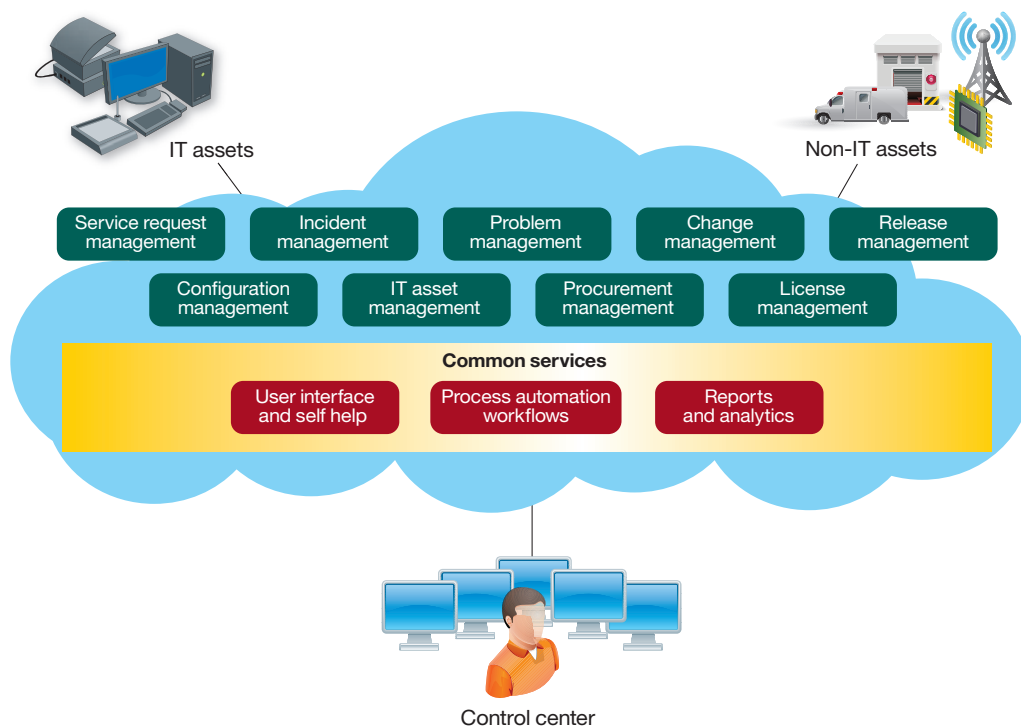 IT assets
Non-IT assets
Service request
management
Incident
management
Problem
management
Change
management
Release
management
Configuration
management
IT asset
management
Procurement
management
License
management
Common services
User interface
and self help
Process automation
workflows
Reports
and analytics
Control center